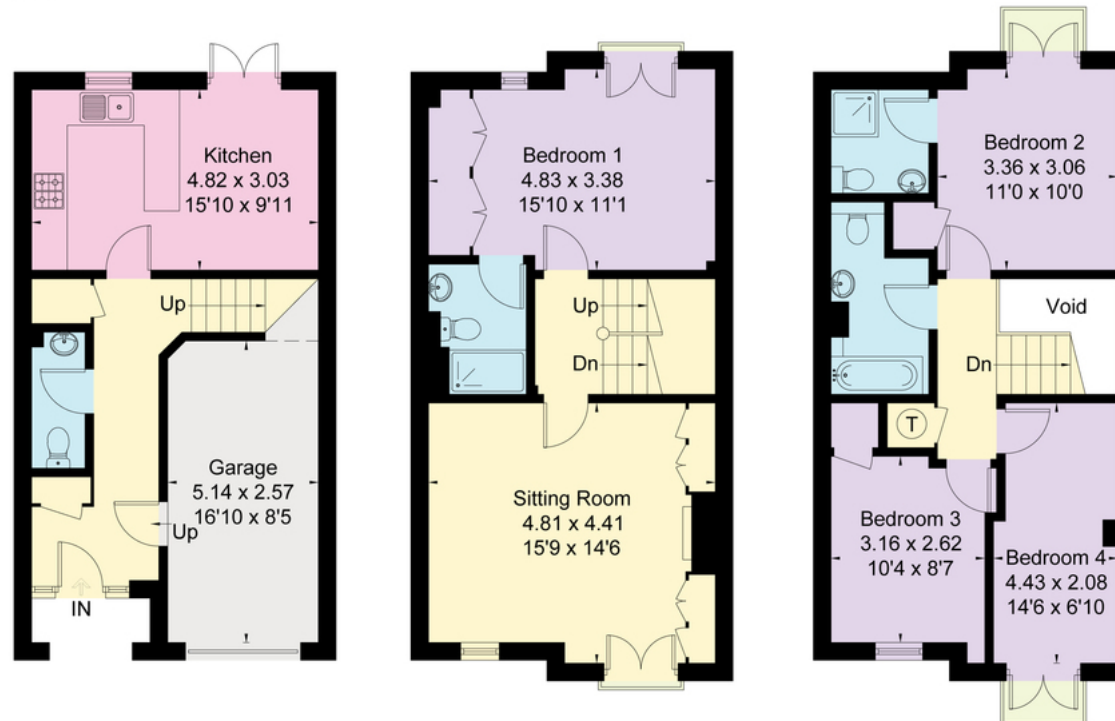 Kitchen
4.82 x 3.03
15'10 x 9'11
Up
Garage
5.14 x 2.57
16'10 x 8'5
Up
IN
Bedroom 1
4.83 x 3.38
15'10 x 11'1
Up
Dn
Sitting Room
4.81 x 4.41
15'9 x 14'6
Bedroom 2
3.36 x 3.06
11'0 x 10'0
Void
Dn
T
Bedroom 3
3.16 x 2.62
10'4 x 8'7
Bedroom 4
4.43 x 2.08
14'6 x 6'10